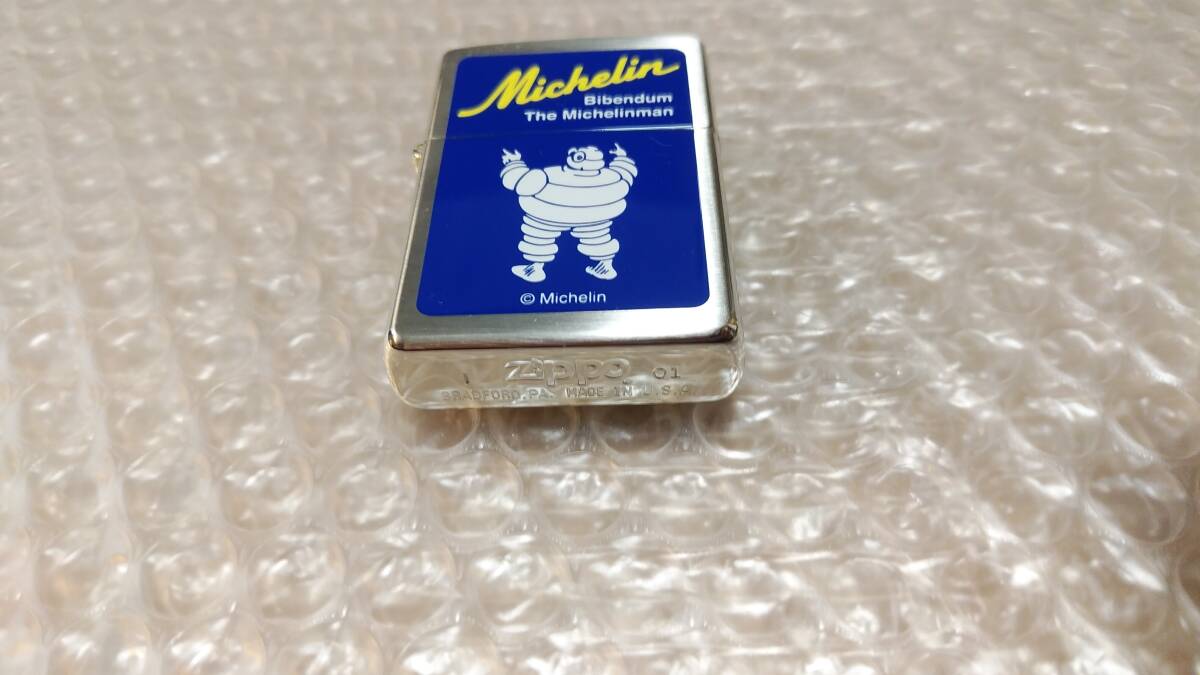 Michelin
Bibendum
The Michelinman
© Michelin
I Zippo 01
BRADFORD, PA. MADE IN U.S.A.